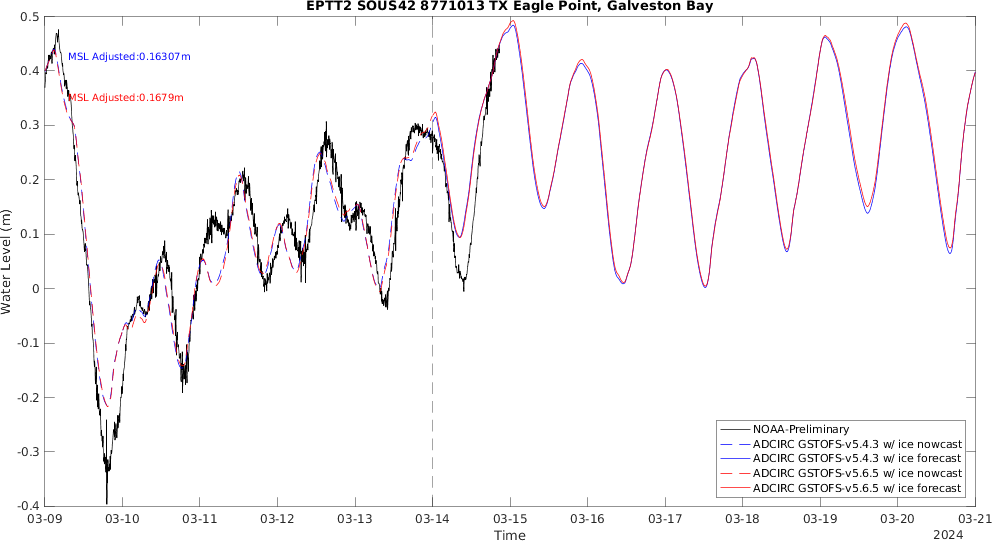 EPTT2 SOUS42 8771013 TX Eagle Point, Galveston Bay
0.5
0.4
0.3
0.2
0.1
0
-0.1
-0.2
-0.3
-0.4
Water Level (m)
MSL Adjusted:0.16307m
MSL Adjusted:0.1679m
NOAA-Preliminary
ADCIRC GSTOFS-v5.4.3 w/ ice nowcast
ADCIRC GSTOFS-v5.4.3 w/ ice forecast
ADCIRC GSTOFS-v5.6.5 w/ ice nowcast
ADCIRC GSTOFS-v5.6.5 w/ ice forecast
03-09 03-10 03-11 03-12 03-13 03-14 03-15 03-16 03-17 03-18 03-19 03-20 03-21
Time
2024